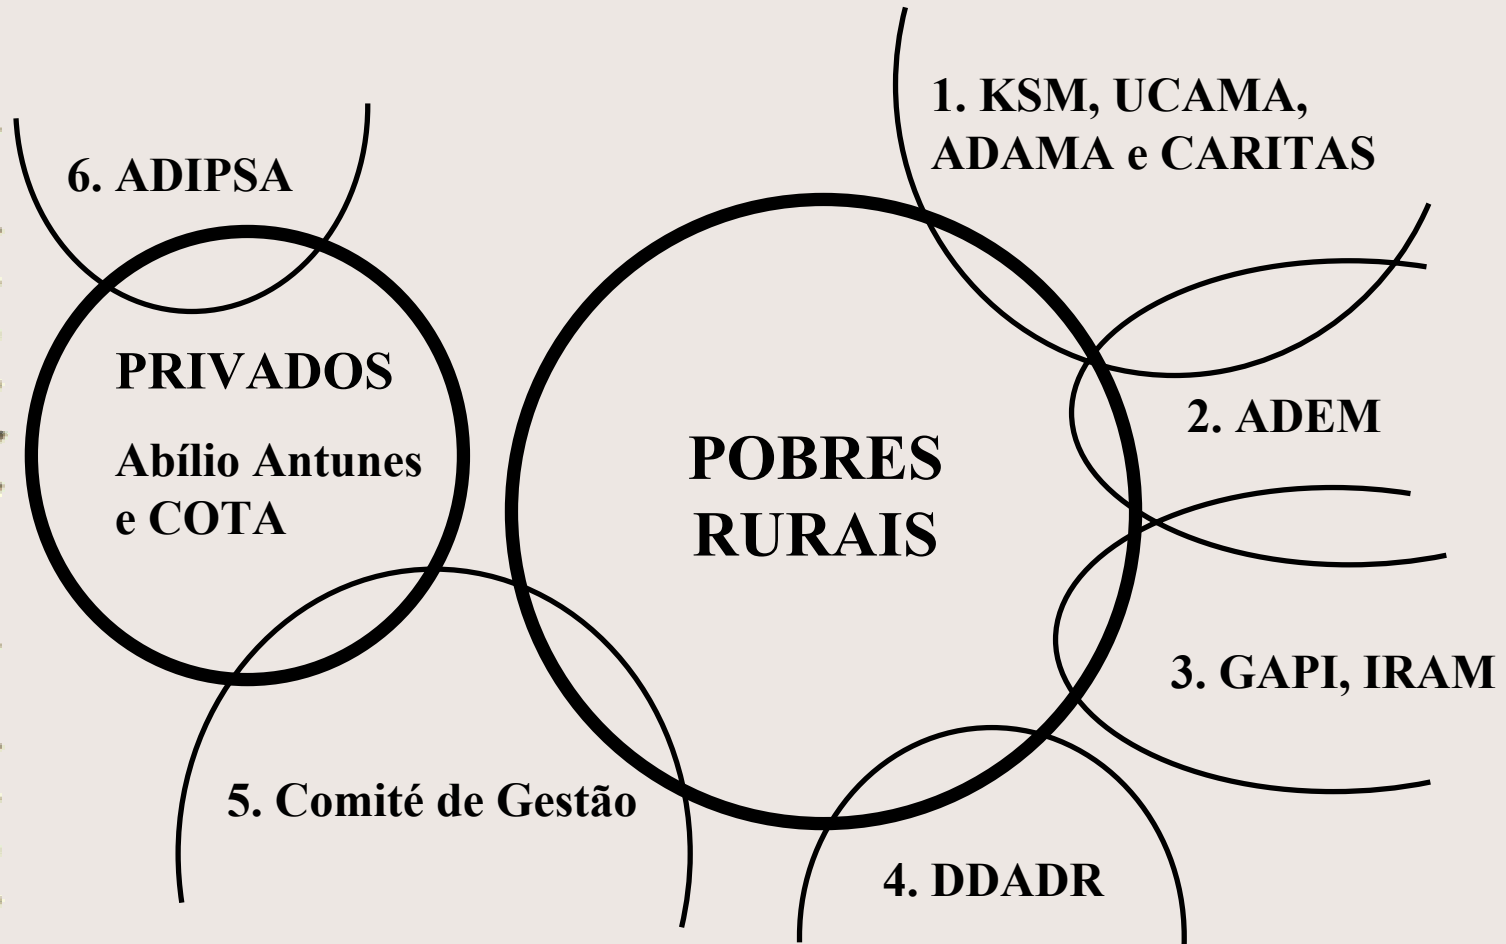 1. KSM, UCAMA,
ADAMA e CARITAS
6. ADIPSA
PRIVADOS
Abílio Antunes
e COTA
POBRES
RURAIS
2. ADEM
3. GAPI, IRAM
5. Comité de Gestão
4. DDADR